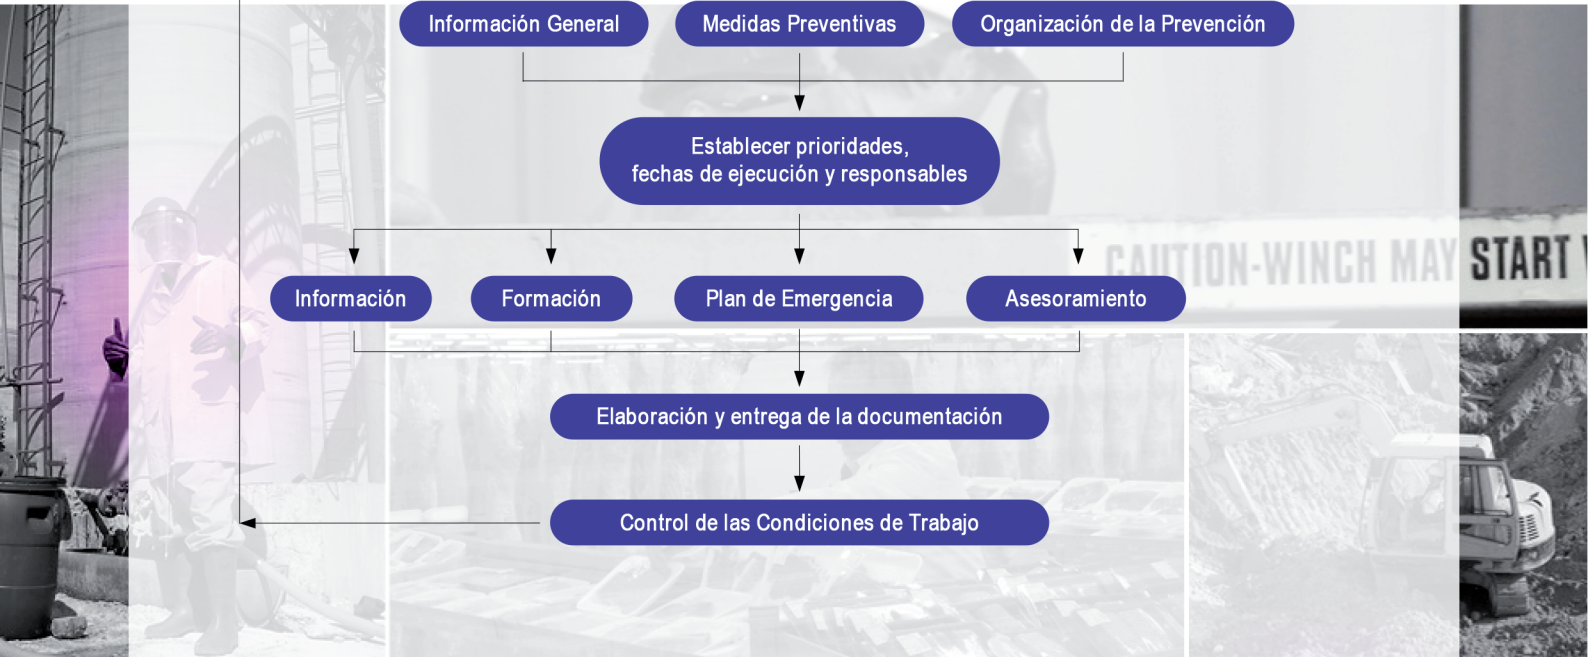 Información General
Medidas Preventivas
Organización de la Prevención
Establecer prioridades,
fechas de ejecución y responsables
CAUTION-WINCH MAY START
Información
Formación
Plan de Emergencia
Asesoramiento
Elaboración y entrega de la documentación
Control de las Condiciones de Trabajo